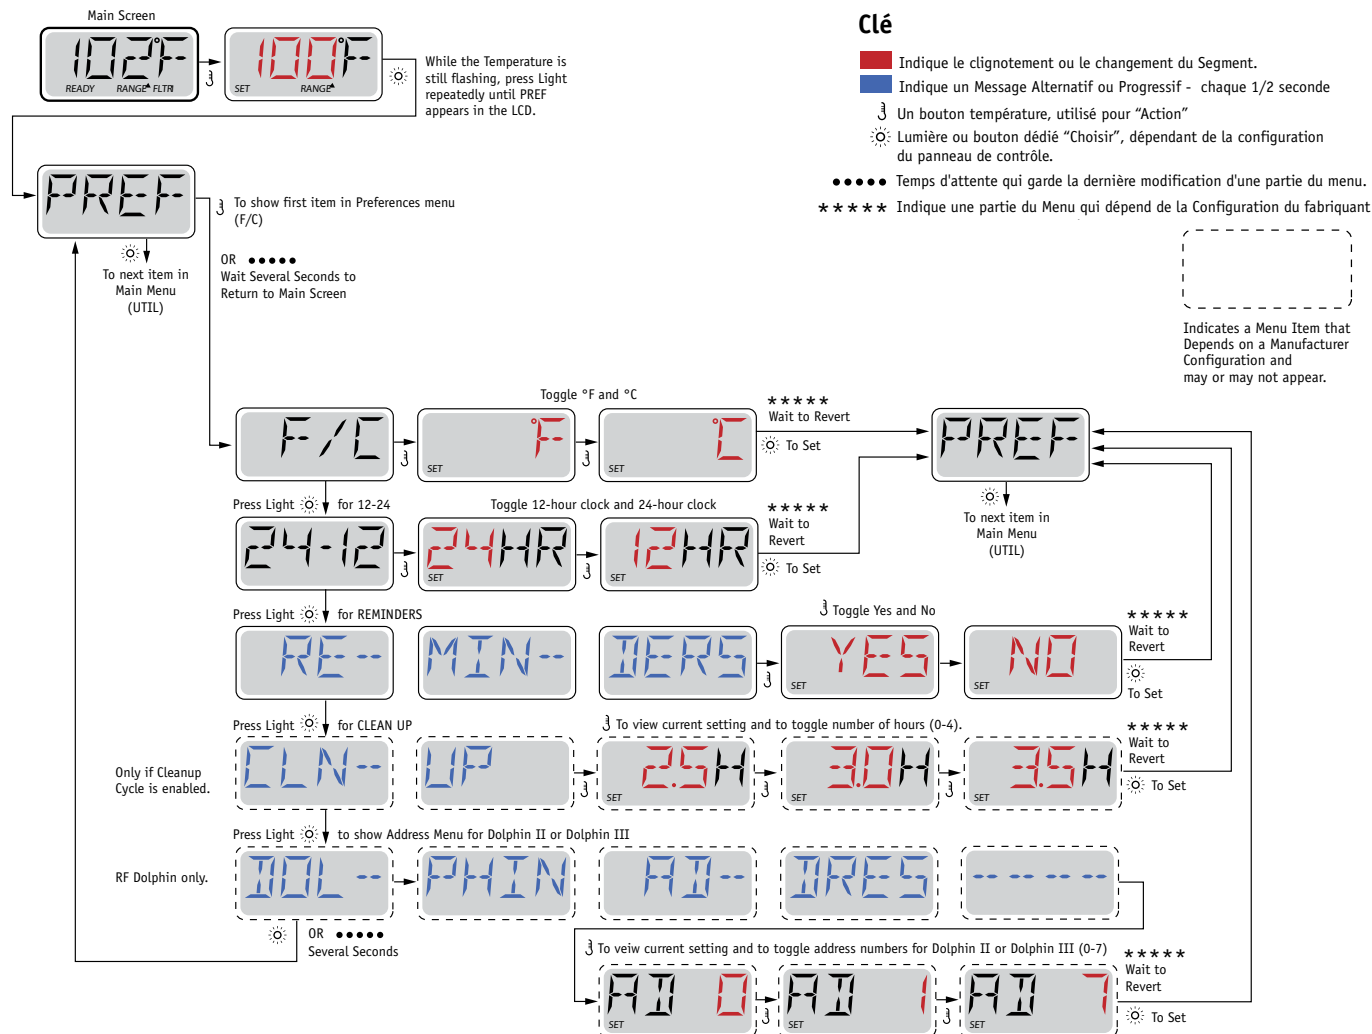 Main Screen
102°F
READY RANGE FLTR1
100°F
SET RANGE
While the Temperature is
still flashing, press Light
repeatedly until PREF
appears in the LCD.
Clé
Indique le clignotement ou le changement du Segment.
Indique un Message Alternatif ou Progressif - chaque 1/2 seconde
Un bouton température, utilisé pour “Action”
Lumière ou bouton dédié “Choisir”, dépendant de la configuration
du panneau de contrôle.
••••• Temps d'attente qui garde la dernière modification d'une partie du menu.
***** Indique une partie du Menu qui dépend de la Configuration du fabriquant
Indicates a Menu Item that
Depends on a Manufacturer
Configuration and
may or may not appear.
PREF
To show first item in Preferences menu
(F/C)
OR •••••
Wait Several Seconds to
Return to Main Screen
To next item in
Main Menu
(UTIL)
Toggle °F and °C
F/C
SET °F
SET °C
*****
Wait to Revert
To Set
PREF
To next item in
Main Menu
(UTIL)
Press Light for 12-24
Toggle 12-hour clock and 24-hour clock
24-12
24HR
SET
12HR
SET
*****
Wait to
Revert
To Set
Press Light for REMINDERS
Toggle Yes and No
RE--
MIN--
DERS
YES
SET
NO
SET
*****
Wait to
Revert
To Set
Press Light for CLEAN UP
To view current setting and to toggle number of hours (0-4).
Only if Cleanup
Cycle is enabled.
CLN--
UP
2.5H
SET
3.0H
SET
3.5H
SET
*****
Wait to
Revert
To Set
Press Light to show Address Menu for Dolphin II or Dolphin III
RF Dolphin only.
DOL--
PHIN
AD--
DRES
-- -- -- --
OR •••••
Several Seconds
To veiw current setting and to toggle address numbers for Dolphin II or Dolphin III (0-7)
AD 0
SET
AD 1
SET
AD 7
SET
*****
Wait to
Revert
To Set